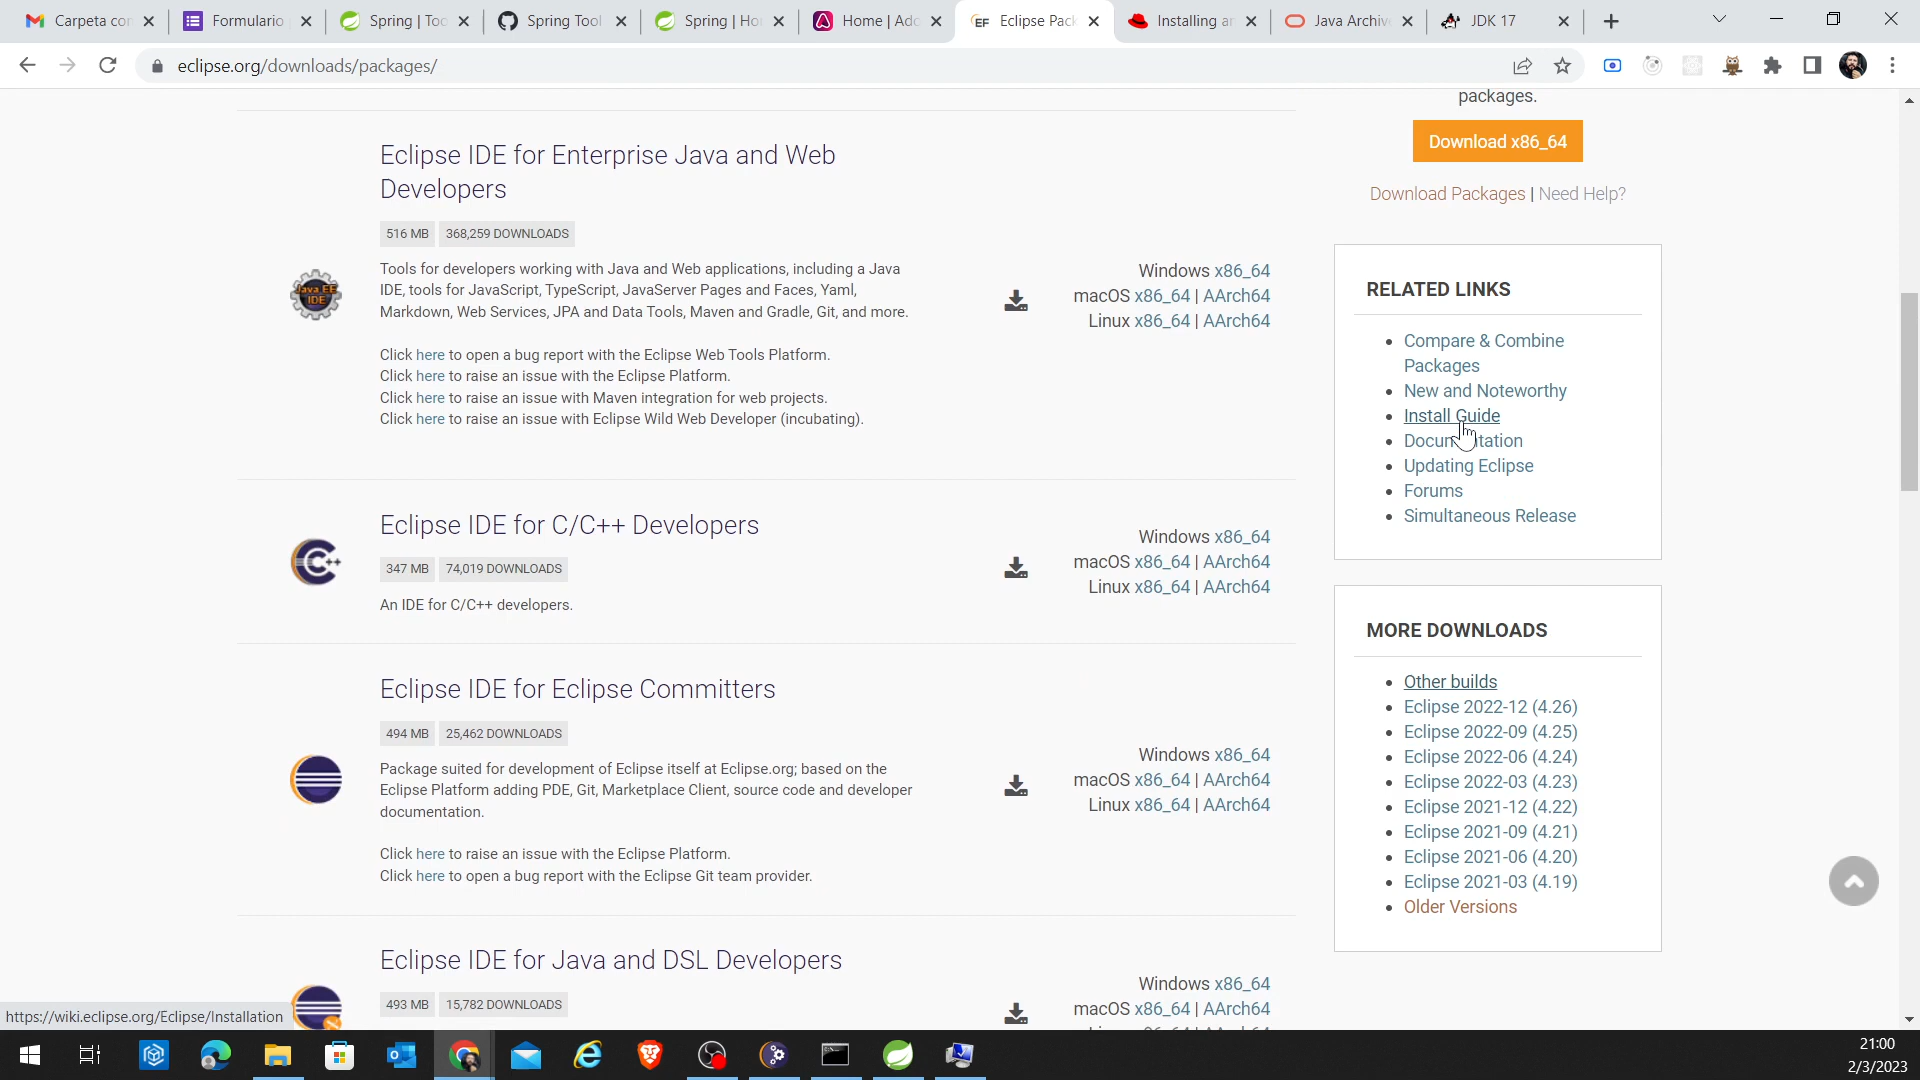 Carpeta con
Formulario
Spring | Too
Spring Tool
Spring | Ho
Home | Ado
Eclipse Pack
Installing an
Java Archive
JDK 17
eclipse.org/downloads/packages/
packages.
Download x86_64
Download Packages | Need Help?
Eclipse IDE for Enterprise Java and Web
Developers
516 MB 368,259 DOWNLOADS
Tools for developers working with Java and Web applications, including a Java
IDE, tools for JavaScript, TypeScript, JavaServer Pages and Faces, Yaml,
Markdown, Web Services, JPA and Data Tools, Maven and Gradle, Git, and more.
Click here to open a bug report with the Eclipse Web Tools Platform.
Click here to raise an issue with the Eclipse Platform.
Click here to raise an issue with Maven integration for web projects.
Click here to raise an issue with Eclipse Wild Web Developer (incubating).
Java EE
IDE
Windows x86_64
macOS x86_64 | AArch64
Linux x86_64 | AArch64
Eclipse IDE for C/C++ Developers
347 MB 74,019 DOWNLOADS
An IDE for C/C++ developers.
Windows x86_64
macOS x86_64 | AArch64
Linux x86_64 | AArch64
Eclipse IDE for Eclipse Committers
494 MB 25,462 DOWNLOADS
Package suited for development of Eclipse itself at Eclipse.org; based on the
Eclipse Platform adding PDE, Git, Marketplace Client, source code and developer
documentation.
Click here to raise an issue with the Eclipse Platform.
Click here to open a bug report with the Eclipse Git team provider.
Windows x86_64
macOS x86_64 | AArch64
Linux x86_64 | AArch64
Eclipse IDE for Java and DSL Developers
493 MB 15,782 DOWNLOADS
Windows x86_64
macOS x86_64 | AArch64
RELATED LINKS
Compare & Combine
Packages
New and Noteworthy
Install Guide
Documentation
Updating Eclipse
Forums
Simultaneous Release
MORE DOWNLOADS
Other builds
Eclipse 2022-12 (4.26)
Eclipse 2022-09 (4.25)
Eclipse 2022-06 (4.24)
Eclipse 2022-03 (4.23)
Eclipse 2021-12 (4.22)
Eclipse 2021-09 (4.21)
Eclipse 2021-06 (4.20)
Eclipse 2021-03 (4.19)
Older Versions
https://wiki.eclipse.org/Eclipse/Installation
21:00
2/3/2023